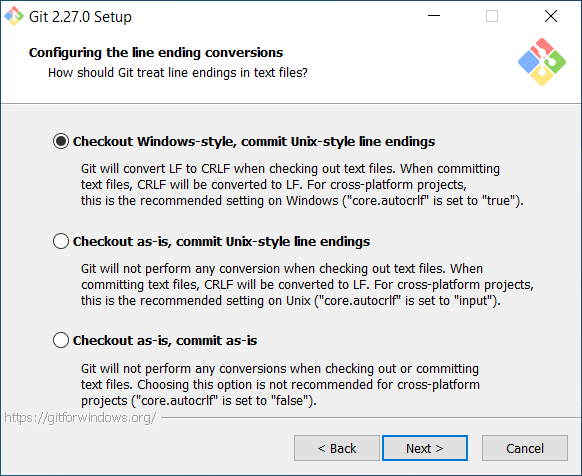 Git 2.27.0 Setup
Configuring the line ending conversions
How should Git treat line endings in text files?
Checkout Windows-style, commit Unix-style line endings
Git will convert LF to CRLF when checking out text files. When committing
text files, CRLF will be converted to LF. For cross-platform projects,
this is the recommended setting on Windows ("core.autocrlf" is set to "true").
Checkout as-is, commit Unix-style line endings
Git will not perform any conversion when checking out text files. When
committing text files, CRLF will be converted to LF. For cross-platform projects,
this is the recommended setting on Unix ("core.autocrlf" is set to "input").
Checkout as-is, commit as-is
Git will not perform any conversions when checking out or committing
text files. Choosing this option is not recommended for cross-platform
projects ("core.autocrlf" is set to "false").
https://gitforwindows.org/
< Back
Next >
Cancel